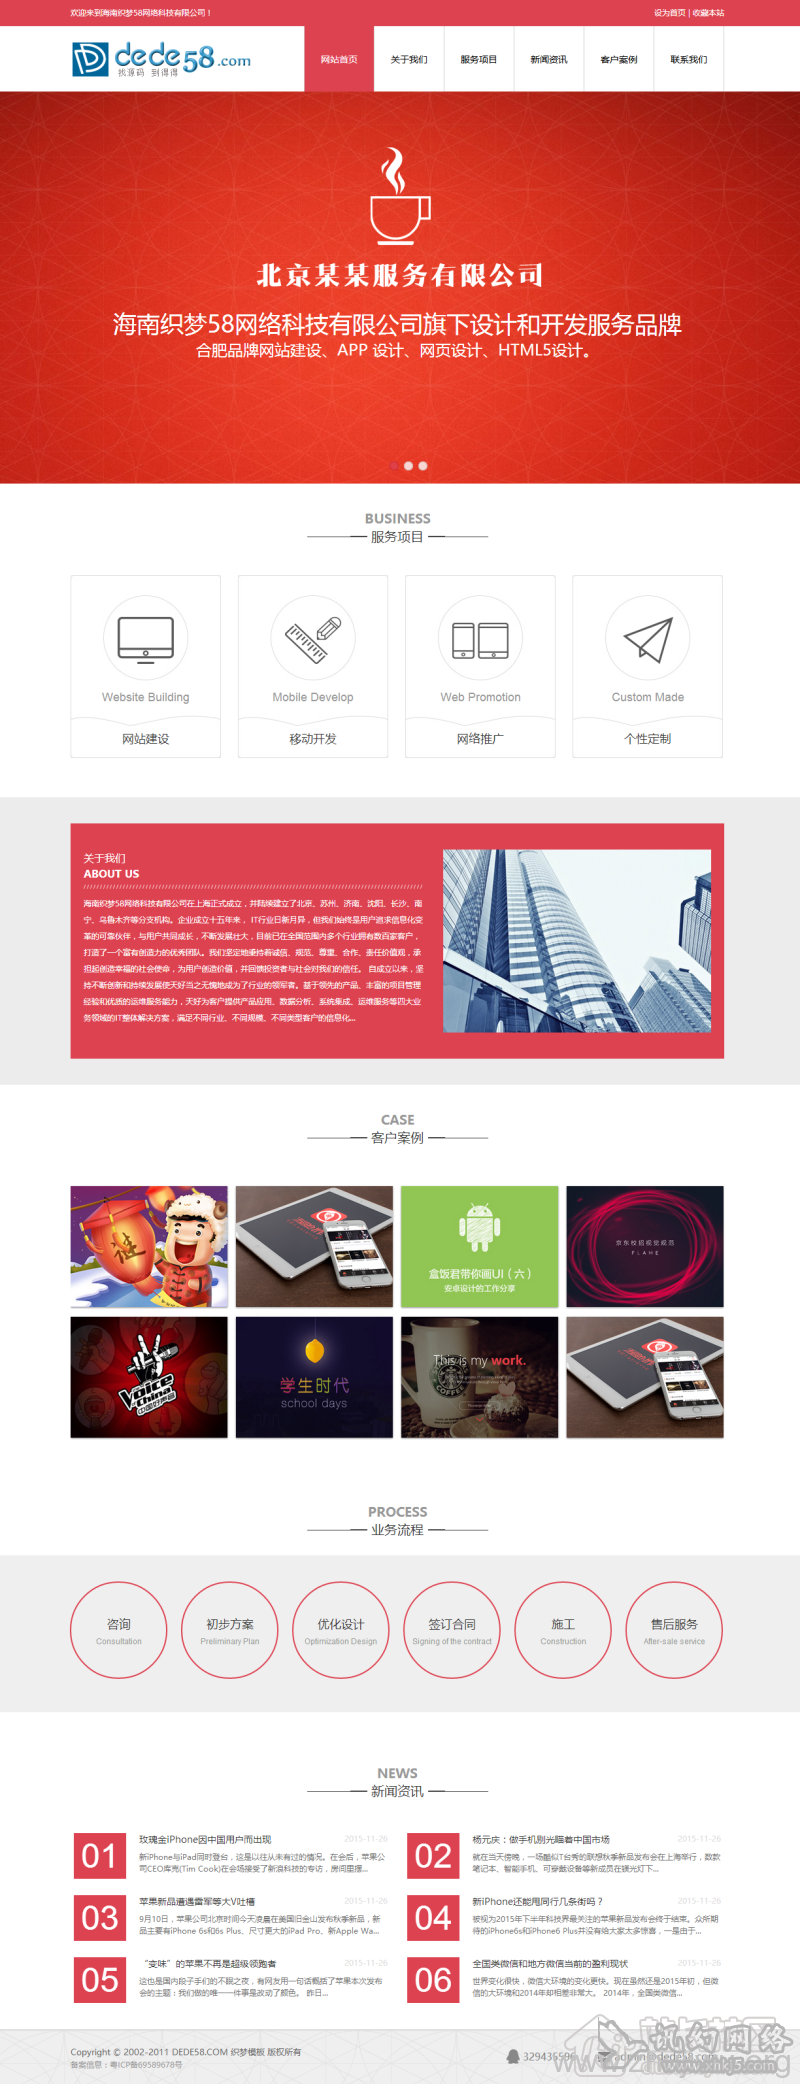 欢迎来到海南织梦58网络科技有限公司！
设为首页 | 收藏本站
dede58.com
找源码 到得得
网站首页
关于我们
服务项目
新闻资讯
客户案例
联系我们
北京某某服务有限公司
海南织梦58网络科技有限公司旗下设计和开发服务品牌
合肥品牌网站建设、APP 设计、网页设计、HTML5设计。
BUSINESS
服务项目
Website Building
网站建设
Mobile Develop
移动开发
Web Promotion
网络推广
Custom Made
个性定制
关于我们
ABOUT US
海南织梦58网络科技有限公司在上海正式成立，并陆续建立了北京、苏州、济南、沈阳、长沙、南
宁、乌鲁木齐等分支机构。企业成立十五年来， IT行业日新月异，但我们始终是用户追求信息化变
革的可靠伙伴，与用户共同成长，不断发展壮大，目前已在全国范围内多个行业拥有数百家客户，
打造了一个富有创造力的优秀团队。我们坚定地秉持着诚信、规范、尊重、合作、责任价值观，承
担起创造幸福的社会使命，为用户创造价值，并回馈投资者与社会对我们的信任。 自成立以来，坚
持不断创新和持续发展使天好当之无愧地成为了行业的领军者。基于领先的产品、丰富的项目管理
经验和优质的运维服务能力，天好为客户提供产品应用、数据分析、系统集成、运维服务等四大业
务领域的IT整体解决方案，满足不同行业、不同规模、不同类型客户的信息化...
CASE
客户案例
谜
盒饭君带你画UI（六）
安卓设计的工作分享
京东校招视觉规范
FLAME
The Voice of China
中国好声音
学生时代
school days
This is my work.
PROCESS
业务流程
咨询
Consultation
初步方案
Preliminary Plan
优化设计
Optimization Design
签订合同
Signing of the contract
施工
Construction
售后服务
After-sale service
NEWS
新闻资讯
01
玫瑰金iPhone因中国用户而出现
2015-11-26
新iPhone与iPad同时登台，这是以往从未有过的情况。在会后，苹果公
司CEO库克(Tim Cook)在会场接受了新浪科技的专访，房间里摆...
02
杨元庆：做手机别光瞄着中国市场
2015-11-26
就在当天傍晚，一场酷似T台秀的联想秋季新品发布会在上海举行，数款
笔记本、智能手机、可穿戴设备等新成员在镁光灯下...
03
苹果新品遭遇雷军等大V吐槽
2015-11-26
9月10日，苹果公司北京时间今天凌晨在美国旧金山发布秋季新品，新
品主要有iPhone 6s和6s Plus、尺寸更大的iPad Pro、新Apple Wa...
04
新iPhone还能甩同行几条街吗？
2015-11-26
被视为2015年下半年科技界最关注的苹果新品发布会终于结束。众所期
待的iPhone6s和iPhone6 Plus并没有给大家太多惊喜，一是由于...
05
“变味”的苹果不再是超级领跑者
2015-11-26
这也是国内段子手们的不眠之夜，有网友用一句话概括了苹果本次发布
会的主题：我们做的唯一一件事是改动了颜色。 昨日...
06
全国类微信和地方微信当前的盈利现状
2015-11-26
世界变化很快，微信大环境的变化更快。现在虽然还是2015年初，但微
信的大环境和2014年却相差非常大。 2014年，全国类微信...
Copyright © 2002-2011 DEDE58.COM 织梦模板 版权所有
备案信息：粤ICP备69589678号
329435596
admin@dede58.com